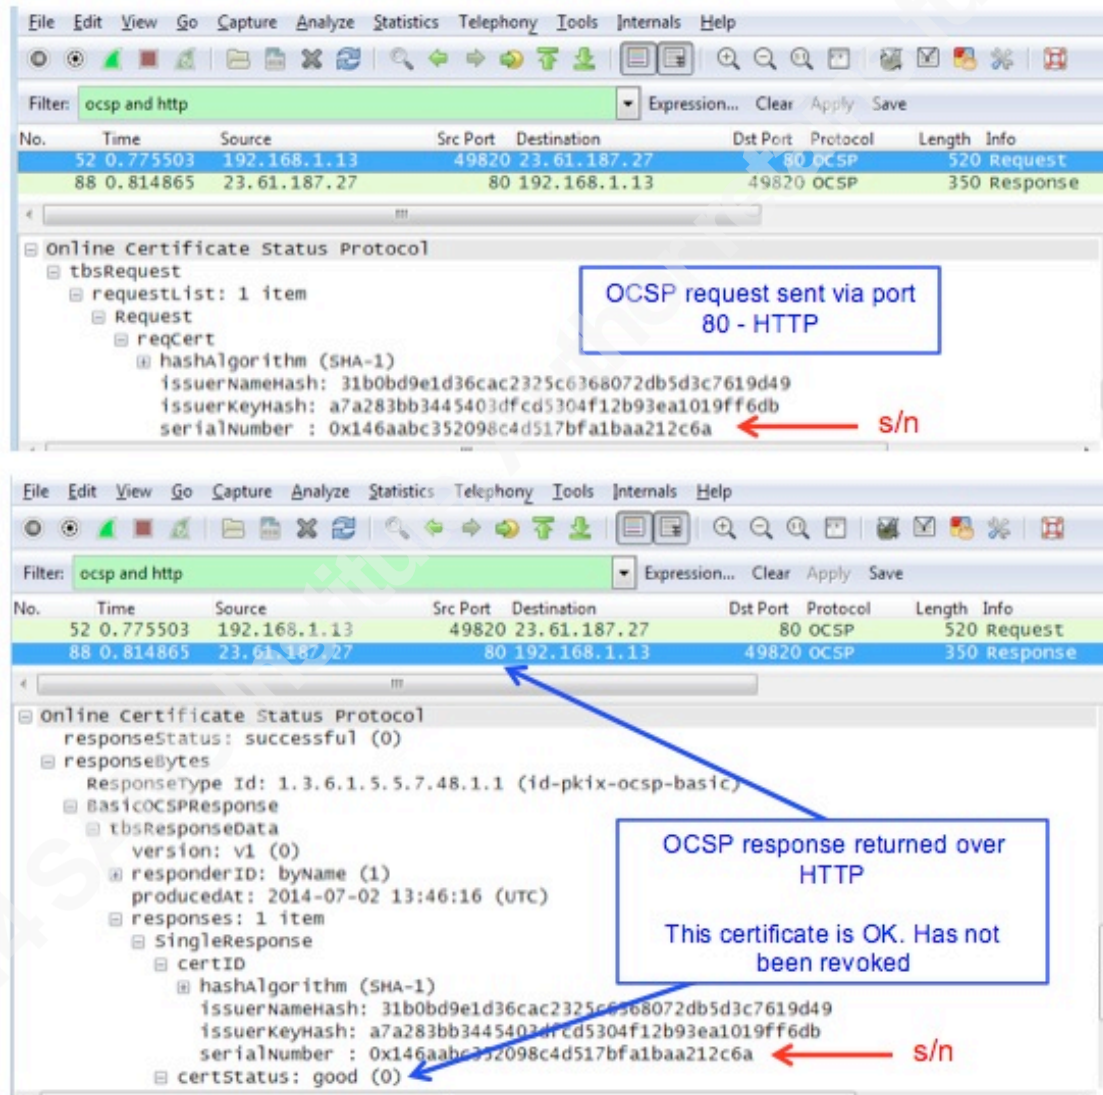 File Edit View Go Capture Analyze Statistics Telephony Tools Internals Help
Filter: ocsp and http Expression... Clear Apply Save
No. Time Source Src Port Destination Dst Port Protocol Length Info
52 0.775503 192.168.1.13 49820 23.61.187.27 80 OCSP 520 Request
88 0.814865 23.61.187.27 80 192.168.1.13 49820 OCSP 350 Response
Online Certificate Status Protocol
tbsRequest
requestList: 1 item
Request
reqCert
hashAlgorithm (SHA-1)
issuerNameHash: 31b0bd9e1d36cac2325c6368072db5d3c7619d49
issuerKeyHash: a7a283bb3445403dfcd5304f12b93ea1019ff6db
serialNumber : 0x146aabc352098c4d517bfa1baa212c6a
OCSP request sent via port
80 - HTTP
s/n
File Edit View Go Capture Analyze Statistics Telephony Tools Internals Help
Filter: ocsp and http Expression... Clear Apply Save
No. Time Source Src Port Destination Dst Port Protocol Length Info
52 0.775503 192.168.1.13 49820 23.61.187.27 80 OCSP 520 Request
88 0.814865 23.61.187.27 80 192.168.1.13 49820 OCSP 350 Response
Online Certificate Status Protocol
responseStatus: successful (0)
responseBytes
ResponseType Id: 1.3.6.1.5.5.7.48.1.1 (id-pkix-ocsp-basic)
BasicOCSPResponse
tbsResponseData
version: v1 (0)
responderID: byName (1)
producedAt: 2014-07-02 13:46:16 (UTC)
responses: 1 item
SingleResponse
certID
hashAlgorithm (SHA-1)
issuerNameHash: 31b0bd9e1d36cac2325c6368072db5d3c7619d49
issuerKeyHash: a7a283bb3445403dfcd5304f12b93ea1019ff6db
serialNumber : 0x146aabc352098c4d517bfa1baa212c6a
certStatus: good (0)
OCSP response returned over
HTTP
This certificate is OK. Has not
been revoked
s/n